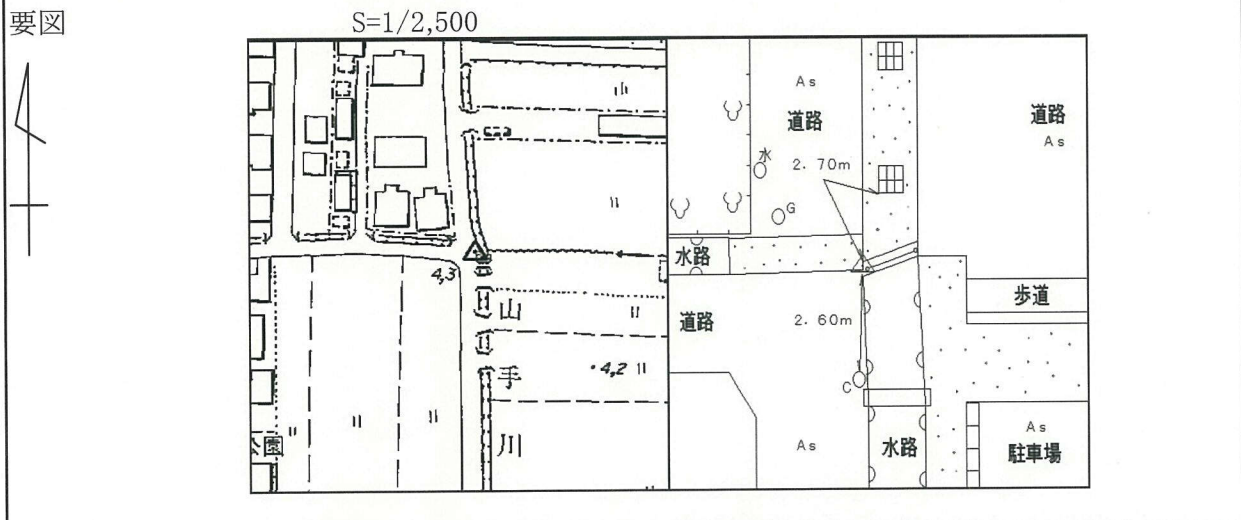 要図
S=1/2,500
4,3
山
手
川
4,2
公園
As
道路
水
2.70m
G
道路
As
水路
道路
2.60m
C
歩道
As
水路
As
駐車場